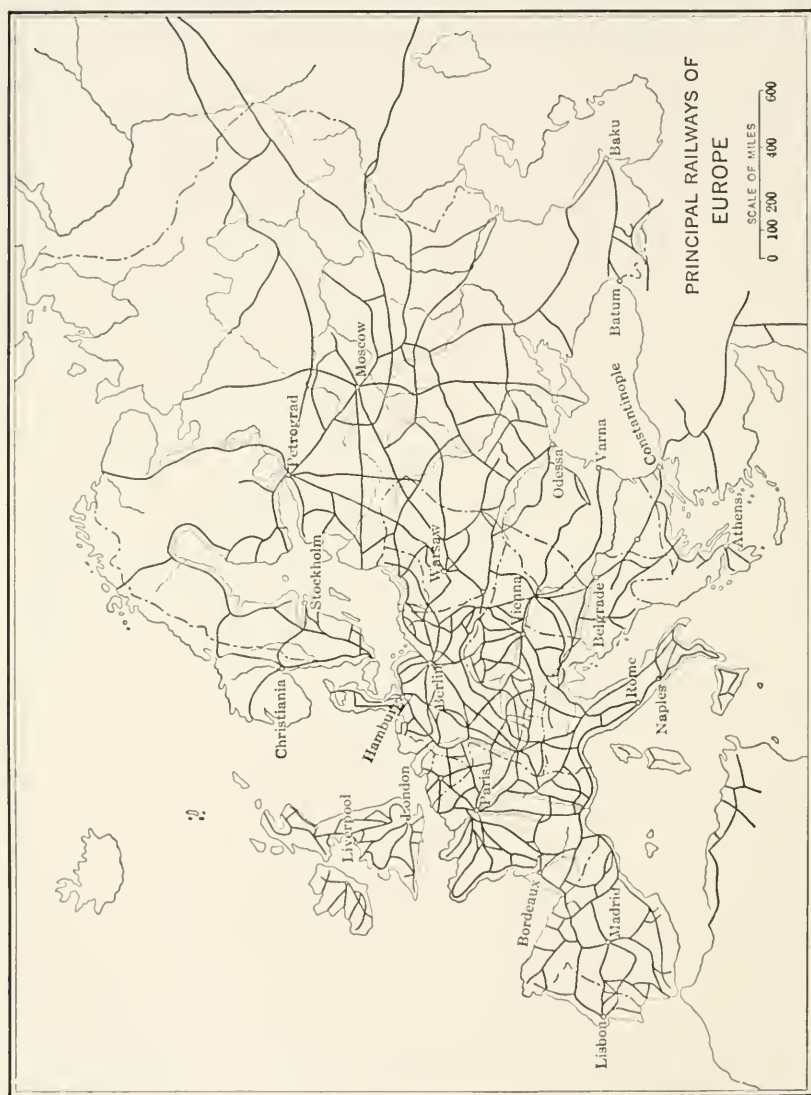 PRINCIPAL RAILWAYS OF
EUROPE
SCALE OF MILES
0 100 200 400 600
Petrograd
Moscow
Stockholm
Christiania
Hamburg
Berlin
Warsaw
Liverpool
London
Paris
Vienna
Odessa
Varna
Constantinople
Batum
Baku
Belgrade
Athens
Rome
Naples
Bordeaux
Madrid
Lisbon